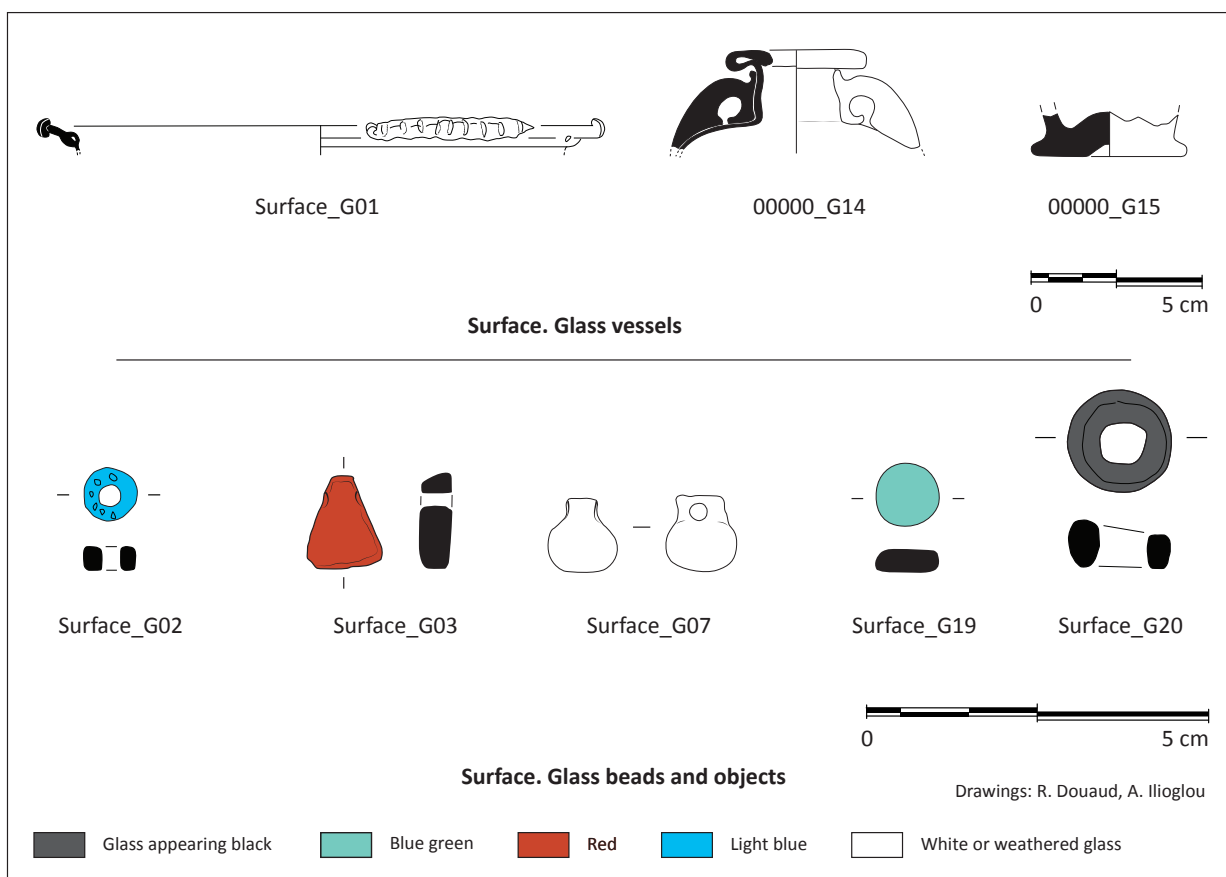 Surface_G01 00000_G14 00000_G15
0 5 cm
Surface. Glass vessels
Surface_G02 Surface_G03 Surface_G07 Surface_G19 Surface_G20
0 5 cm
Surface. Glass beads and objects
Drawings: R. Douaud, A. Ilioglou
Glass appearing black Blue green Red Light blue White or weathered glass